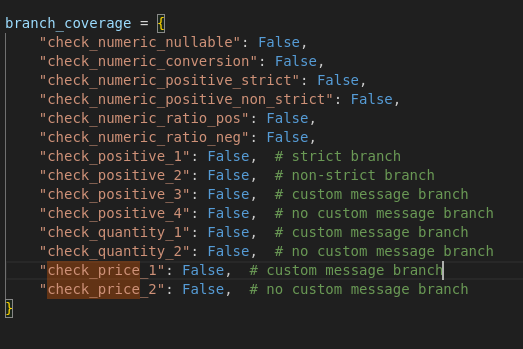 branch_coverage = {
    "check_numeric_nullable": False,
    "check_numeric_conversion": False,
    "check_numeric_positive_strict": False,
    "check_numeric_positive_non_strict": False,
    "check_numeric_ratio_pos": False,
    "check_numeric_ratio_neg": False,
    "check_positive_1": False,  # strict branch
    "check_positive_2": False,  # non-strict branch
    "check_positive_3": False,  # custom message branch
    "check_positive_4": False,  # no custom message branch
    "check_quantity_1": False,  # custom message branch
    "check_quantity_2": False,  # no custom message branch
    "check_price_1": False,  # custom message branch
    "check_price_2": False,  # no custom message branch
}